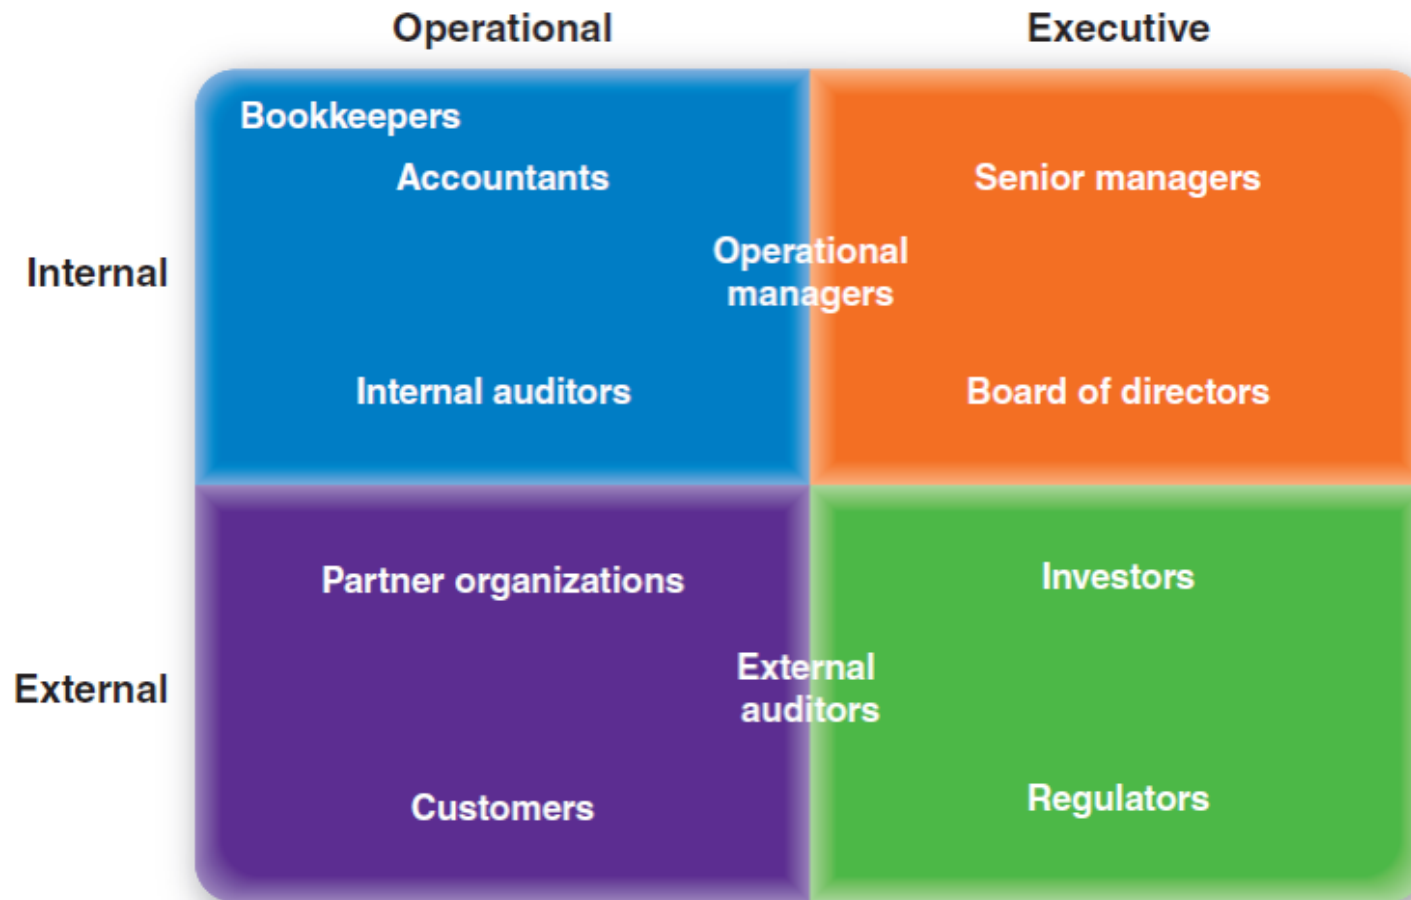 Operational
Executive
Bookkeepers
Accountants
Senior managers
Operational
managers
Internal
Internal auditors
Board of directors
Partner organizations
Investors
External
auditors
External
Customers
Regulators